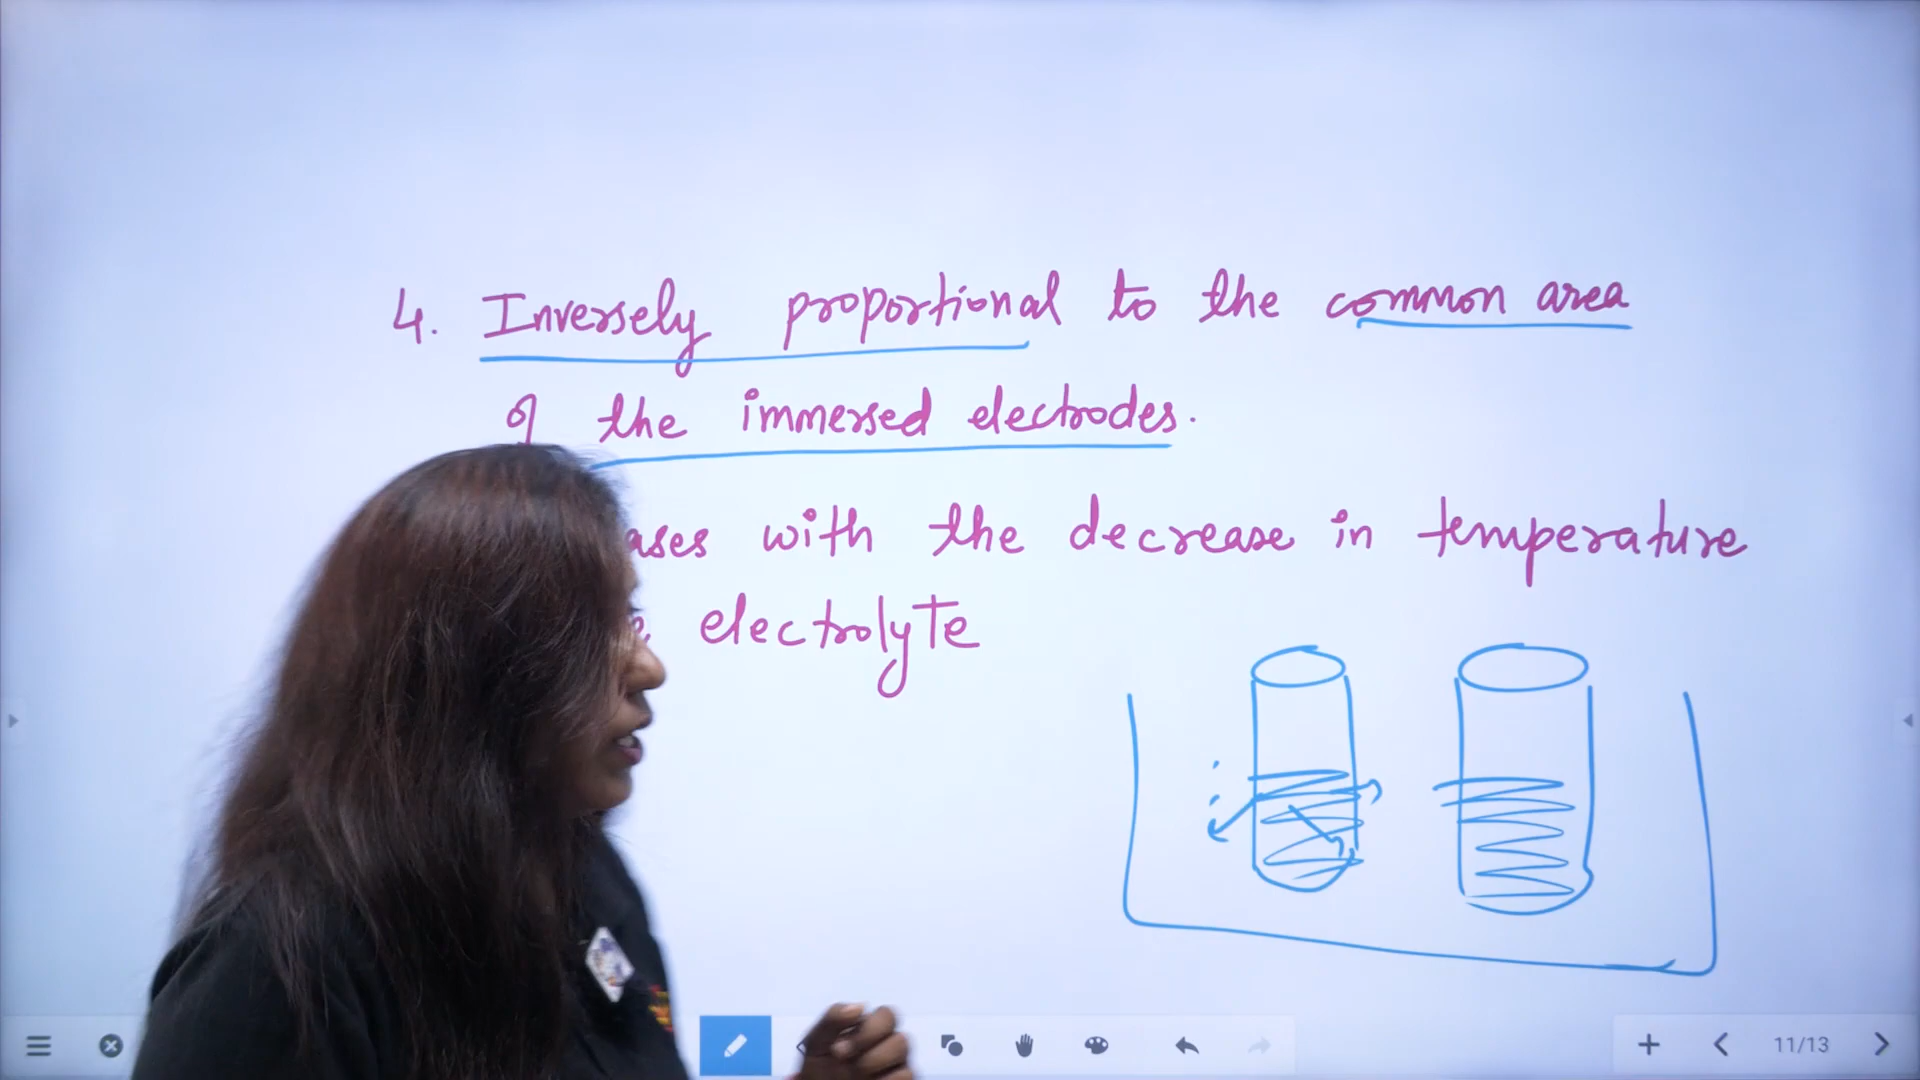 4. Inversely proportional to the common area
of the immersed electrodes.
with the decrease in temperature
electrolyte
11/13